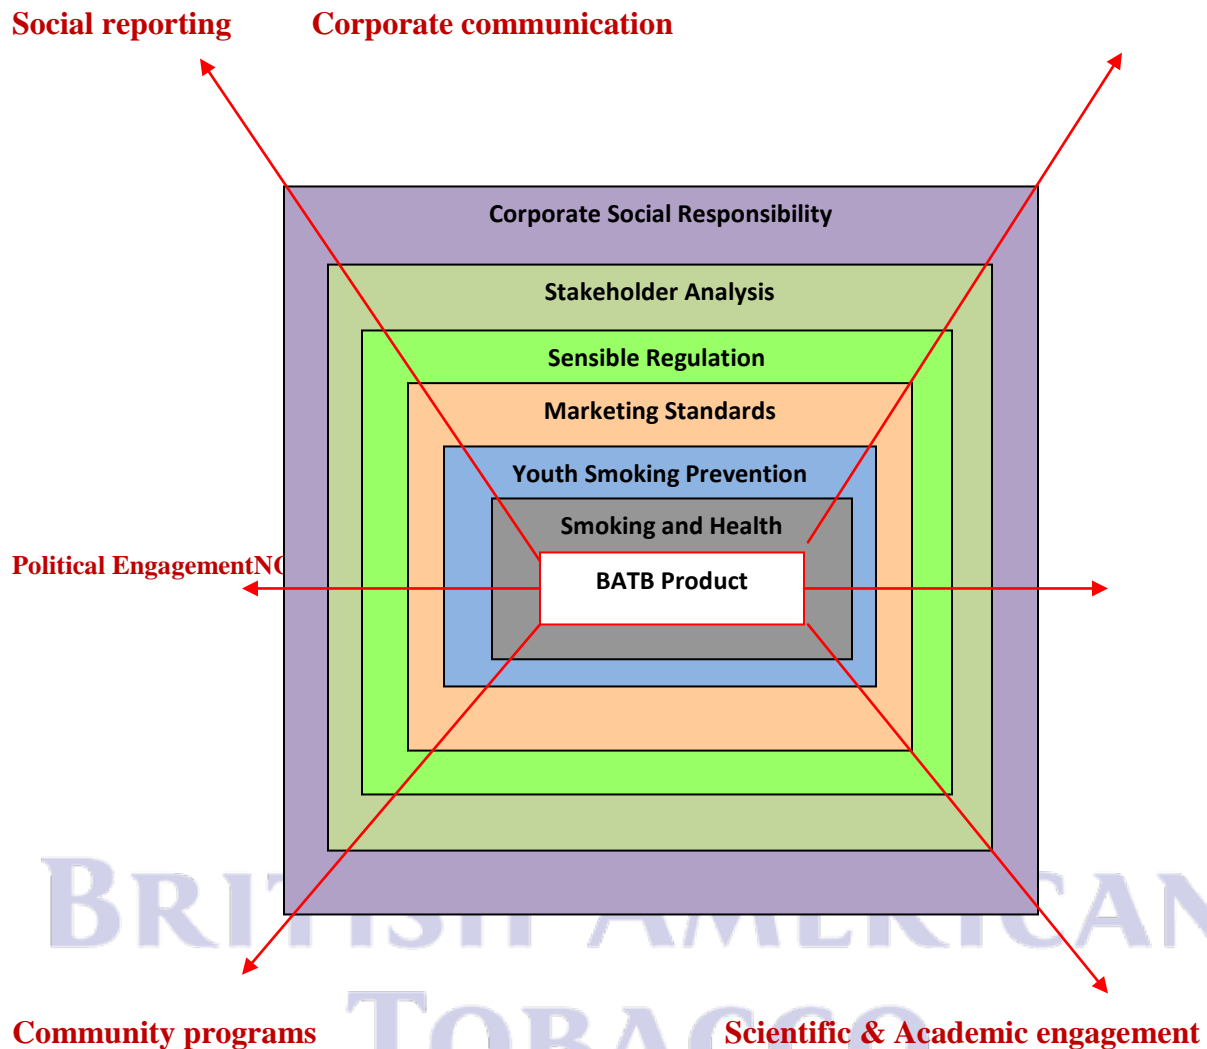 Social reporting Corporate communication
Corporate Social Responsibility
Stakeholder Analysis
Sensible Regulation
Marketing Standards
Youth Smoking Prevention
Smoking and Health
Political Engagement
BATB Product
BRITISH AMERICAN
TOBACCO
Community programs Scientific & Academic engagement